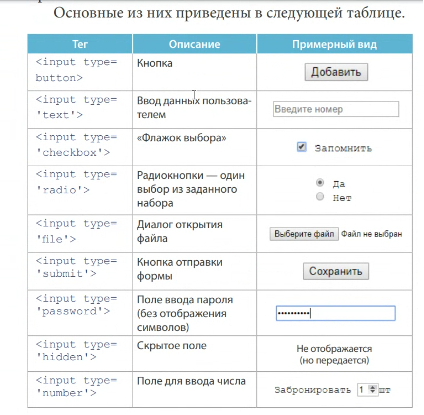 Основные из них приведены в следующей таблице.
Тег Описание Примерный вид
<input type= Кнопка Добавить
button>
<input type= Ввод данных пользова- Введите номер
'text'> телем
<input type= «Флажок выбора» Запомнить
'checkbox'>
<input type= Радиокнопки — один Да
'radio'> выбор из заданного Нет
набора
<input type= Диалог открытия Выберите файл Файл не выбран
'file'> файла
<input type= Кнопка отправки Сохранить
'submit'> формы
<input type= Поле ввода пароля ••••••••••
'password'> (без отображения
символов)
<input type= Скрытое поле Не отображается
'hidden'> (но передается)
<input type= Поле для ввода числа Забронировать 1 шт
'number'>